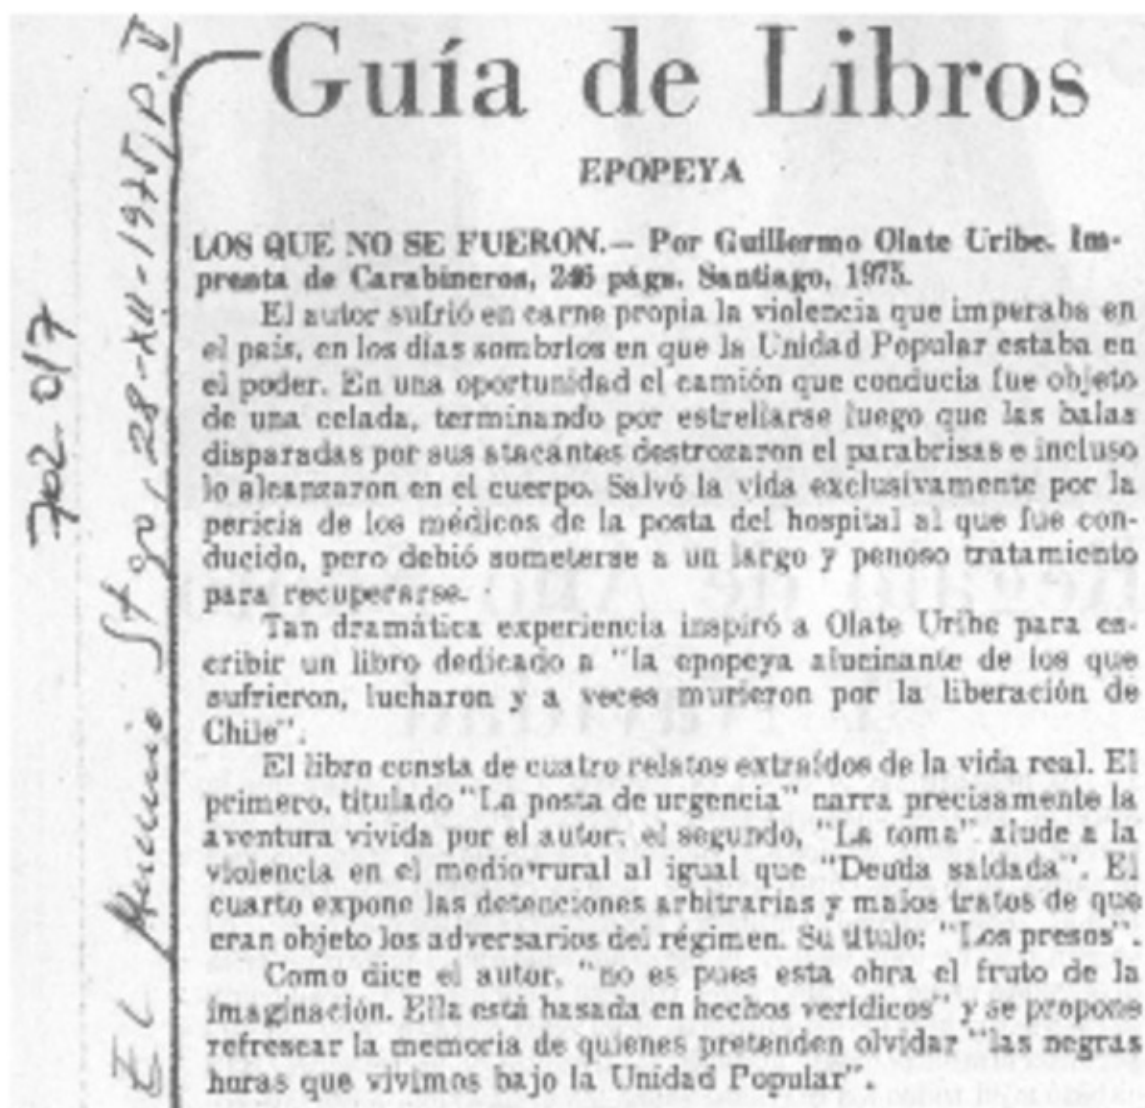 Guía de Libros
EPOPEYA
LOS QUE NO SE FUERON.— Por Guillermo Olate Uribe. Im-
prenta de Carabineros, 246 págs. Santiago, 1975.
El autor sufrió en carne propia la violencia que imperaba en
el país, en los días sombríos en que la Unidad Popular estaba en
el poder. En una oportunidad el camión que conducía fue objeto
de una celada, terminando por estrellarse luego que las balas
disparadas por sus atacantes destrozaron el parabrisas e incluso
lo alcanzaron en el cuerpo. Salvó la vida exclusivamente por la
pericia de los médicos de la posta del hospital al que fue con-
ducido, pero debió someterse a un largo y penoso tratamiento
para recuperarse.
Tan dramática experiencia inspiró a Olate Uribe para es-
cribir un libro dedicado a "la epopeya alucinante de los que
sufrieron, lucharon y a veces murieron por la liberación de
Chile".
El libro consta de cuatro relatos extraídos de la vida real. El
primero, titulado "La posta de urgencia" narra precisamente la
aventura vivida por el autor; el segundo, "La toma" alude a la
violencia en el medio rural al igual que "Deuda saldada". El
cuarto expone las detenciones arbitrarias y malos tratos de que
eran objeto los adversarios del régimen. Su título: "Los presos".
Como dice el autor, "no es pues esta obra el fruto de la
imaginación. Ella está basada en hechos verídicos" y se propone
refrescar la memoria de quienes pretenden olvidar "las negras
horas que vivimos bajo la Unidad Popular".
El Mercurio Stgo, 28-XII-1975, p. V
702.017